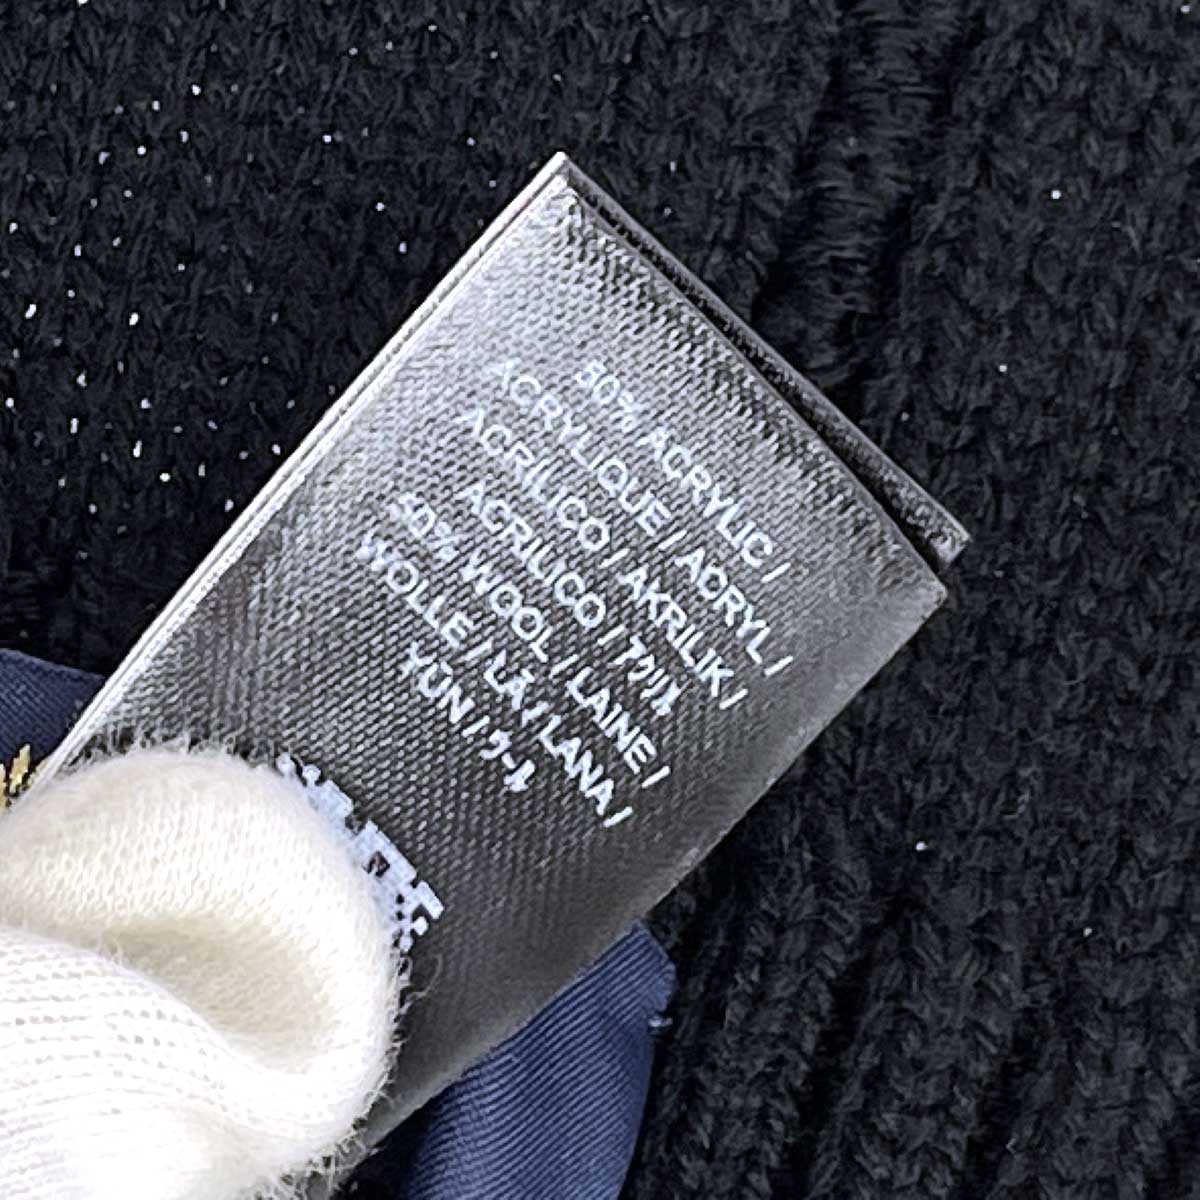 50% ACRYLIC /
ACRYLIQUE / ACRYL /
ACRÍLICO / AKRILIK /
ACRILICO / アクリル
50% WOOL / LAINE /
WOLLE / LÃ / LANA /
YÜN / ウール